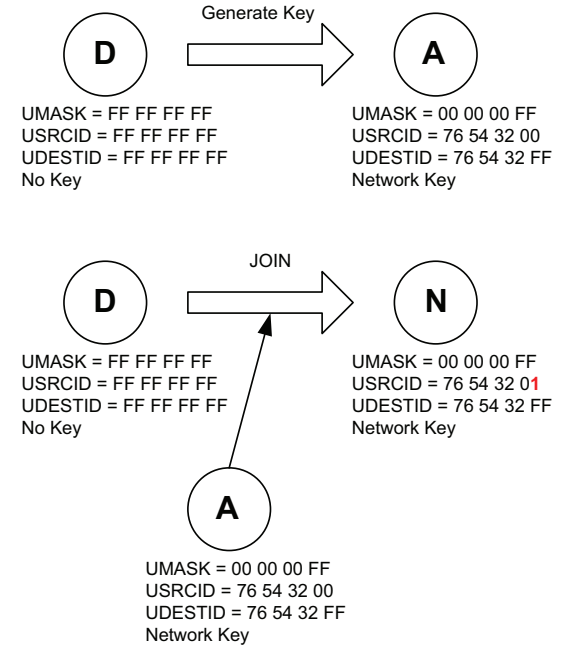 Generate Key
D
A
UMASK = FF FF FF FF
USRCID = FF FF FF FF
UDESTID = FF FF FF FF
No Key
UMASK = 00 00 00 FF
USRCID = 76 54 32 00
UDESTID = 76 54 32 FF
Network Key
JOIN
D
N
UMASK = FF FF FF FF
USRCID = FF FF FF FF
UDESTID = FF FF FF FF
No Key
UMASK = 00 00 00 FF
USRCID = 76 54 32 01
UDESTID = 76 54 32 FF
Network Key
A
UMASK = 00 00 00 FF
USRCID = 76 54 32 00
UDESTID = 76 54 32 FF
Network Key